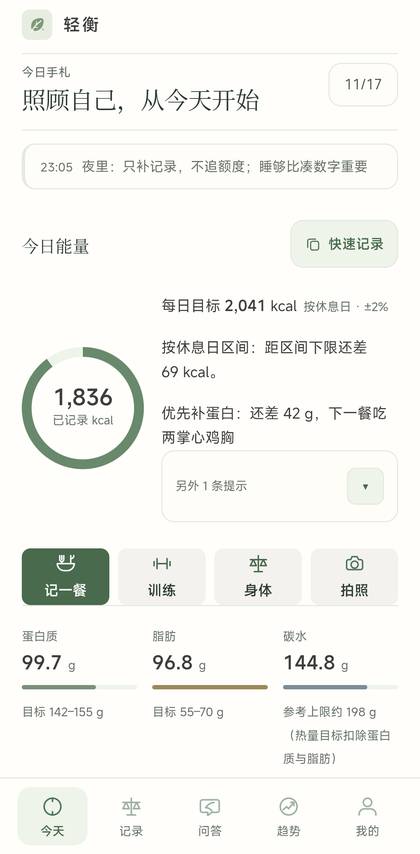 轻衡
今日手札
照顾自己，从今天开始
11/17
23:05 夜里：只补记录，不追额度；睡够比凑数字重要
今日能量
快速记录
每日目标 2,041 kcal 按休息日 · ±2%
按休息日区间：距区间下限还差
69 kcal。
1,836
已记录 kcal
优先补蛋白：还差 42 g，下一餐吃
两掌心鸡胸
另外 1 条提示
▼
记一餐
训练
身体
拍照
蛋白质
99.7 g
目标 142–155 g
脂肪
96.8 g
目标 55–70 g
碳水
144.8 g
参考上限约 198 g
（热量目标扣除蛋白
质与脂肪）
今天
记录
问答
趋势
我的